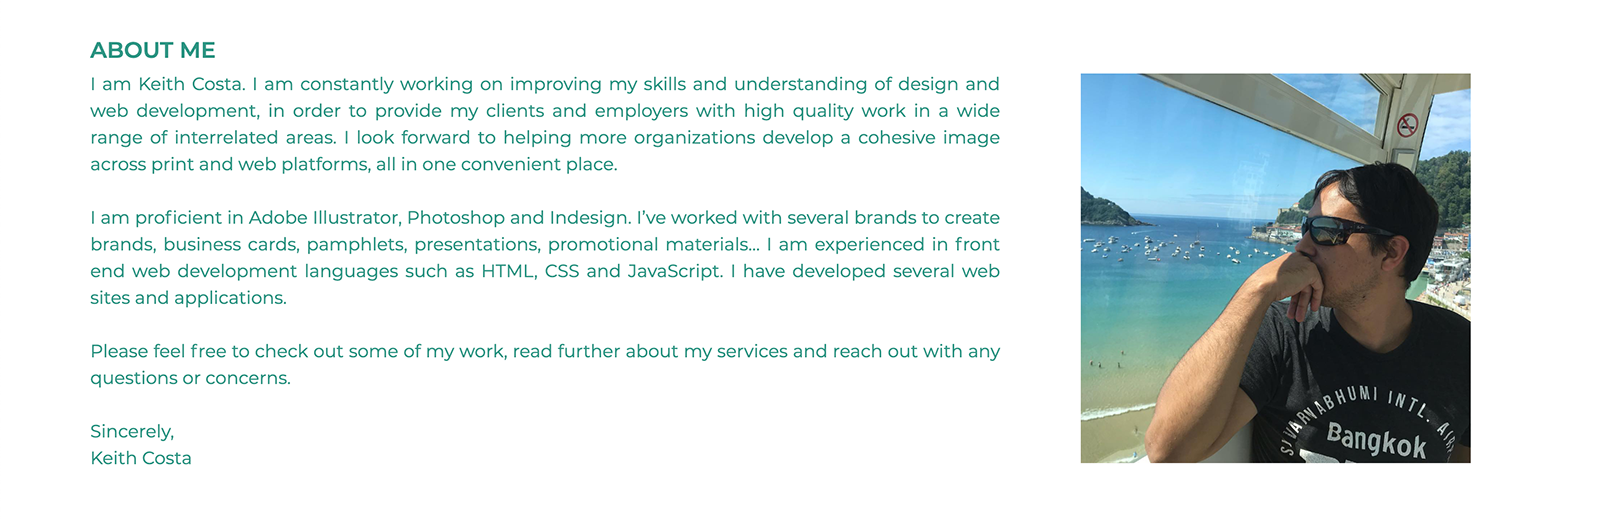 ABOUT ME
I am Keith Costa. I am constantly working on improving my skills and understanding of design and
web development, in order to provide my clients and employers with high quality work in a wide
range of interrelated areas. I look forward to helping more organizations develop a cohesive image
across print and web platforms, all in one convenient place.
I am proficient in Adobe Illustrator, Photoshop and Indesign. I’ve worked with several brands to create
brands, business cards, pamphlets, presentations, promotional materials... I am experienced in front
end web development languages such as HTML, CSS and JavaScript. I have developed several web
sites and applications.
Please feel free to check out some of my work, read further about my services and reach out with any
questions or concerns.
Sincerely,
Keith Costa
SUVARNABHUMI INTL.
Bangkok